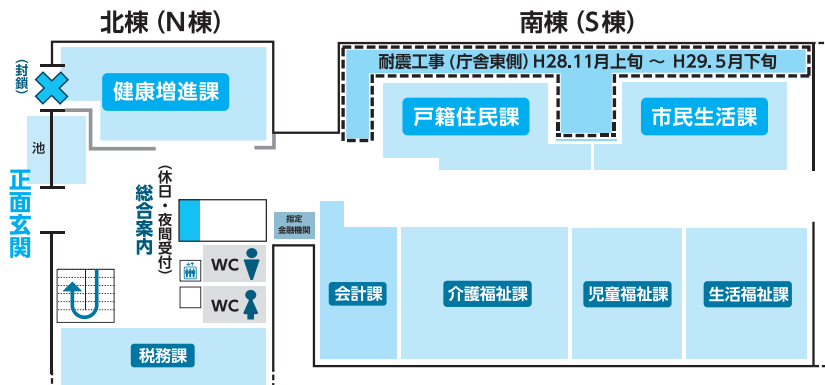 北棟（N棟）
南棟（S棟）
耐震工事（庁舎東側）H28.11月上旬 ～ H29.5月下旬
（封鎖）
健康増進課
戸籍住民課
市民生活課
池
正面玄関
総合案内
（休日・夜間受付）
指定
金融機関
WC
WC
会計課
介護福祉課
児童福祉課
生活福祉課
税務課